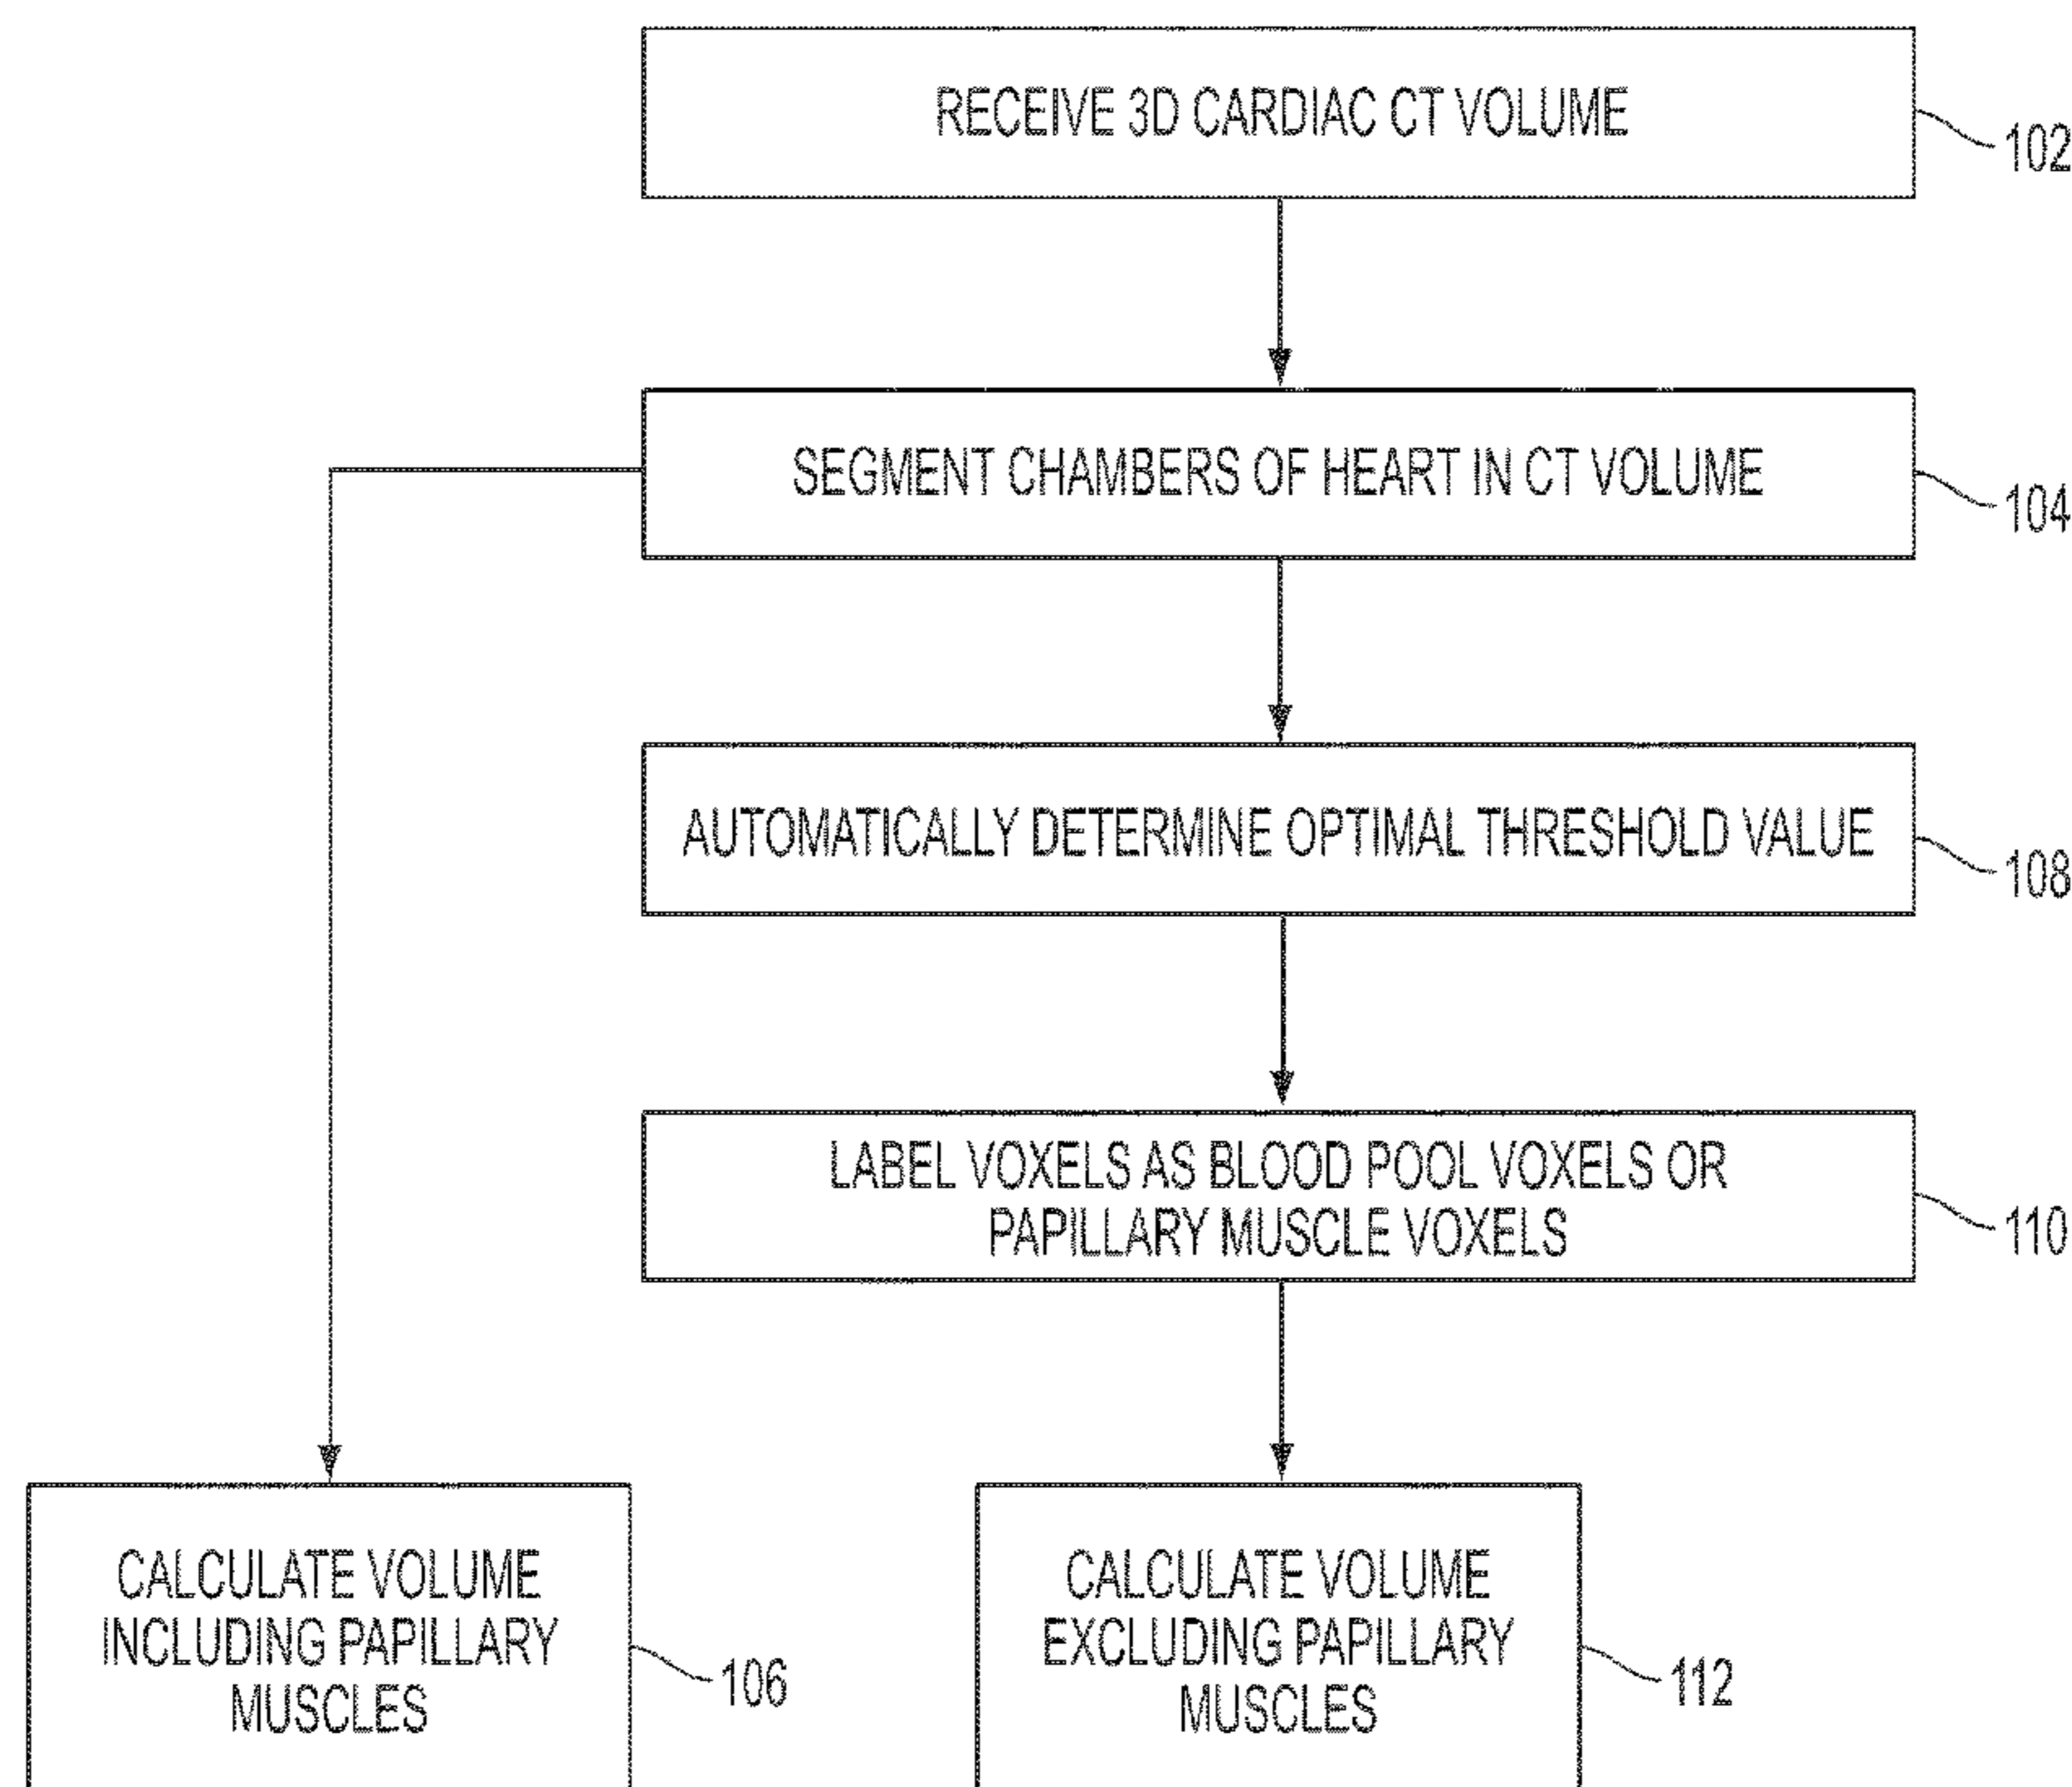 RECEIVE 3D CARDIAC CT VOLUME
102
SEGMENT CHAMBERS OF HEART IN CT VOLUME
104
AUTOMATICALLY DETERMINE OPTIMAL THRESHOLD VALUE
108
LABEL VOXELS AS BLOOD POOL VOXELS OR
PAPILLARY MUSCLE VOXELS
110
CALCULATE VOLUME
INCLUDING PAPILLARY
MUSCLES
106
CALCULATE VOLUME
EXCLUDING PAPILLARY
MUSCLES
112